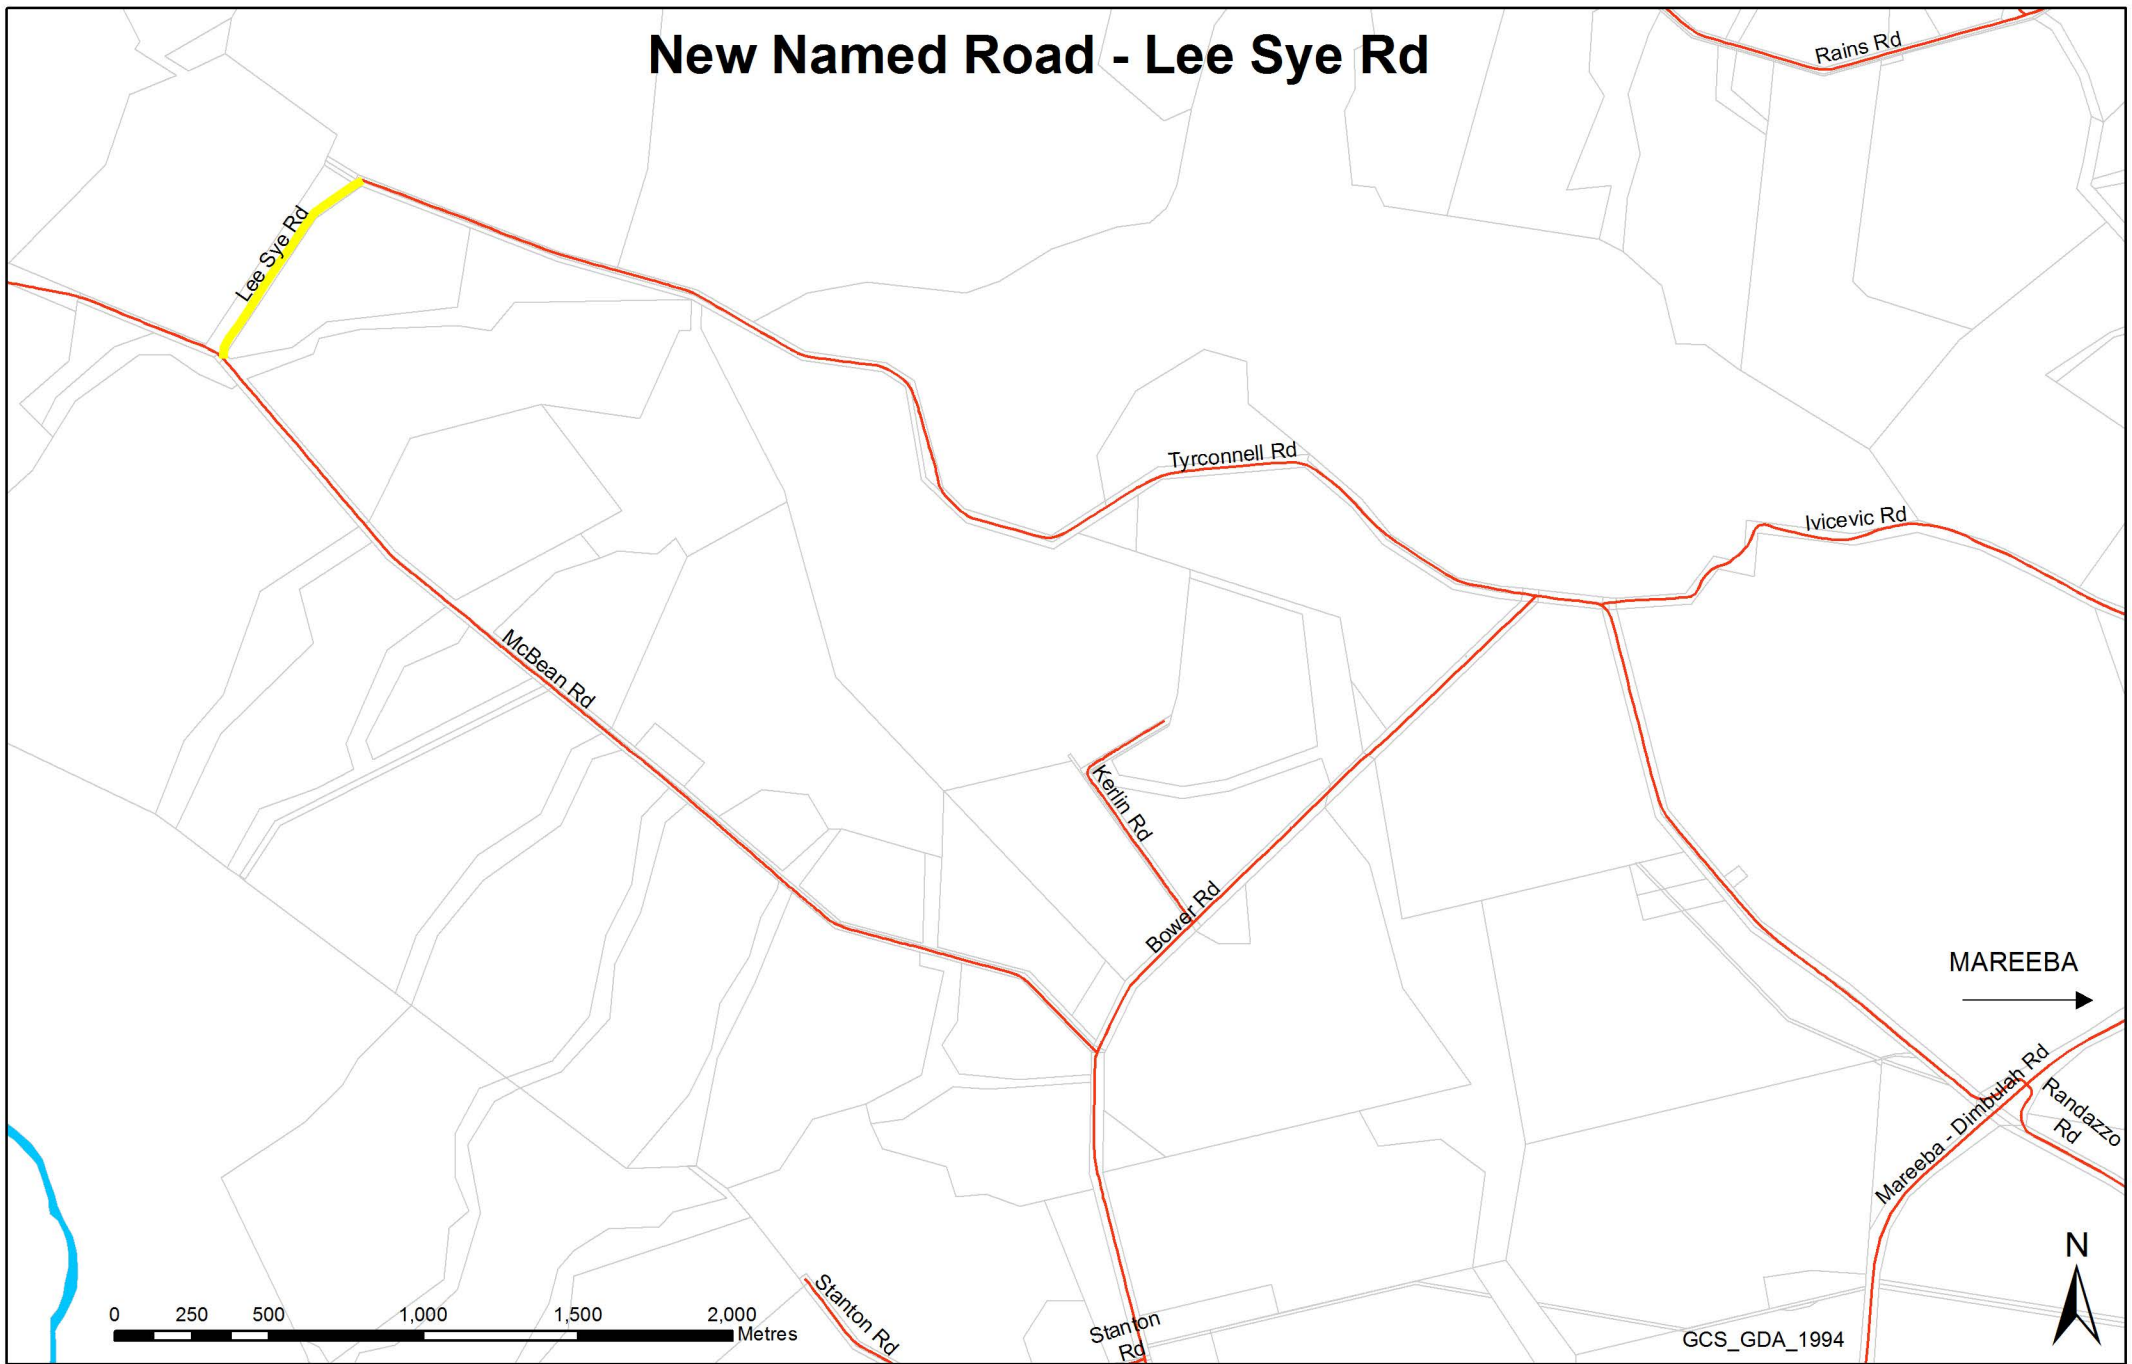 New Named Road - Lee Sye Rd
Rains Rd
Lee Sye Rd
Tyrconnell Rd
Ivicevic Rd
McBean Rd
Kerlin Rd
Bower Rd
MAREEBA
Mareeba - Dimbulah Rd
Randazzo
Rd
N
Stanton Rd
Stanton
Rd
0 250 500 1,000 1,500 2,000
Metres
GCS_GDA_1994